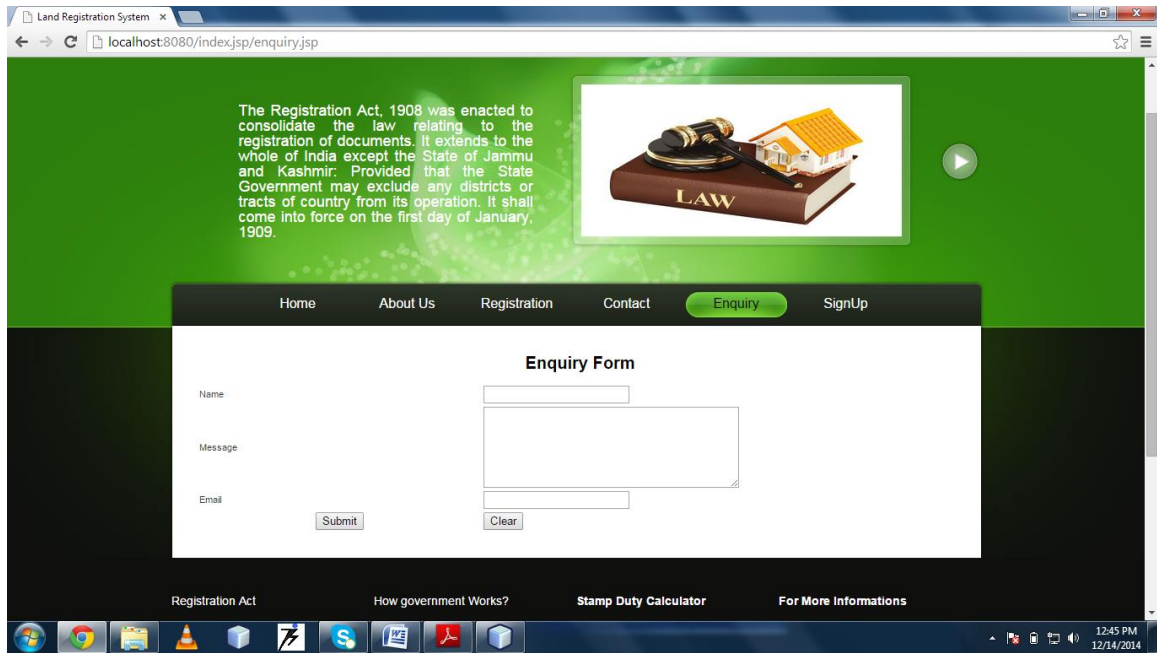 Land Registration System
localhost:8080/index.jsp/enquiry.jsp
The Registration Act, 1908 was enacted to
consolidate the law relating to the
registration of documents. It extends to the
whole of India except the State of Jammu
and Kashmir: Provided that the State
Government may exclude any districts or
tracts of country from its operation. It shall
come into force on the first day of January,
1909.
LAW
Home About Us Registration Contact Enquiry SignUp
Enquiry Form
Name
Message
Email
Submit Clear
Registration Act How government Works? Stamp Duty Calculator For More Informations
12:45 PM
12/14/2014